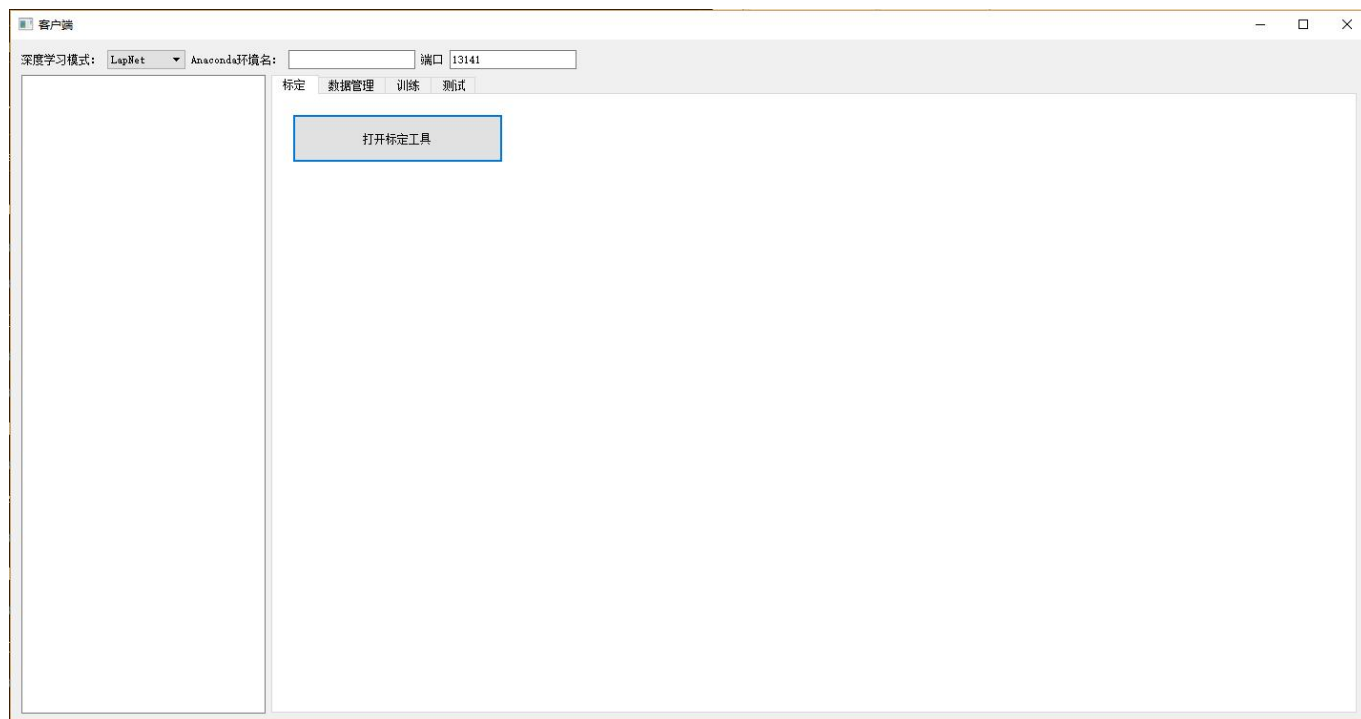 客户端
深度学习模式： LapNet Anaconda环境名： 端口 13141
标定 数据管理 训练 测试
打开标定工具